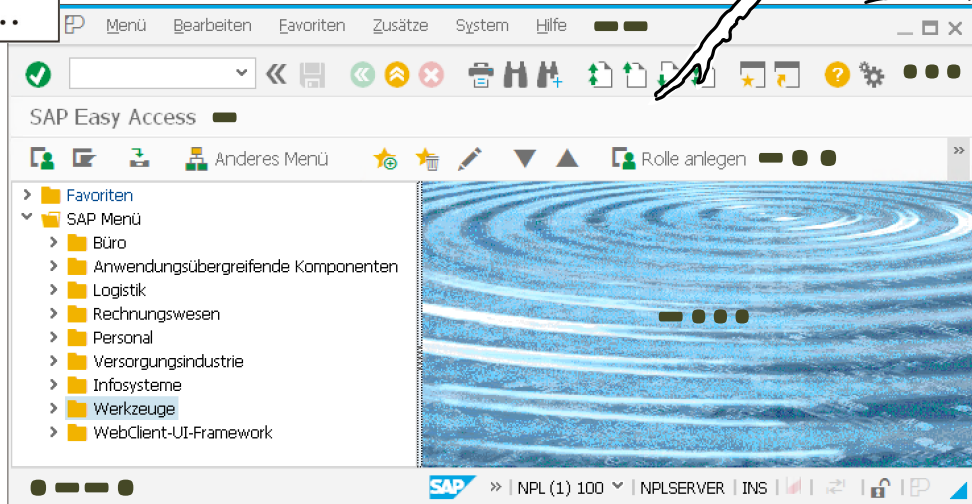 ..
Menü Bearbeiten Favoriten Zusätze System Hilfe
SAP Easy Access
Anderes Menü Rolle anlegen
Favoriten
SAP Menü
Büro
Anwendungsübergreifende Komponenten
Logistik
Rechnungswesen
Personal
Versorgungsindustrie
Infosysteme
Werkzeuge
WebClient-UI-Framework
SAP NPL (1) 100 NPLSERVER INS